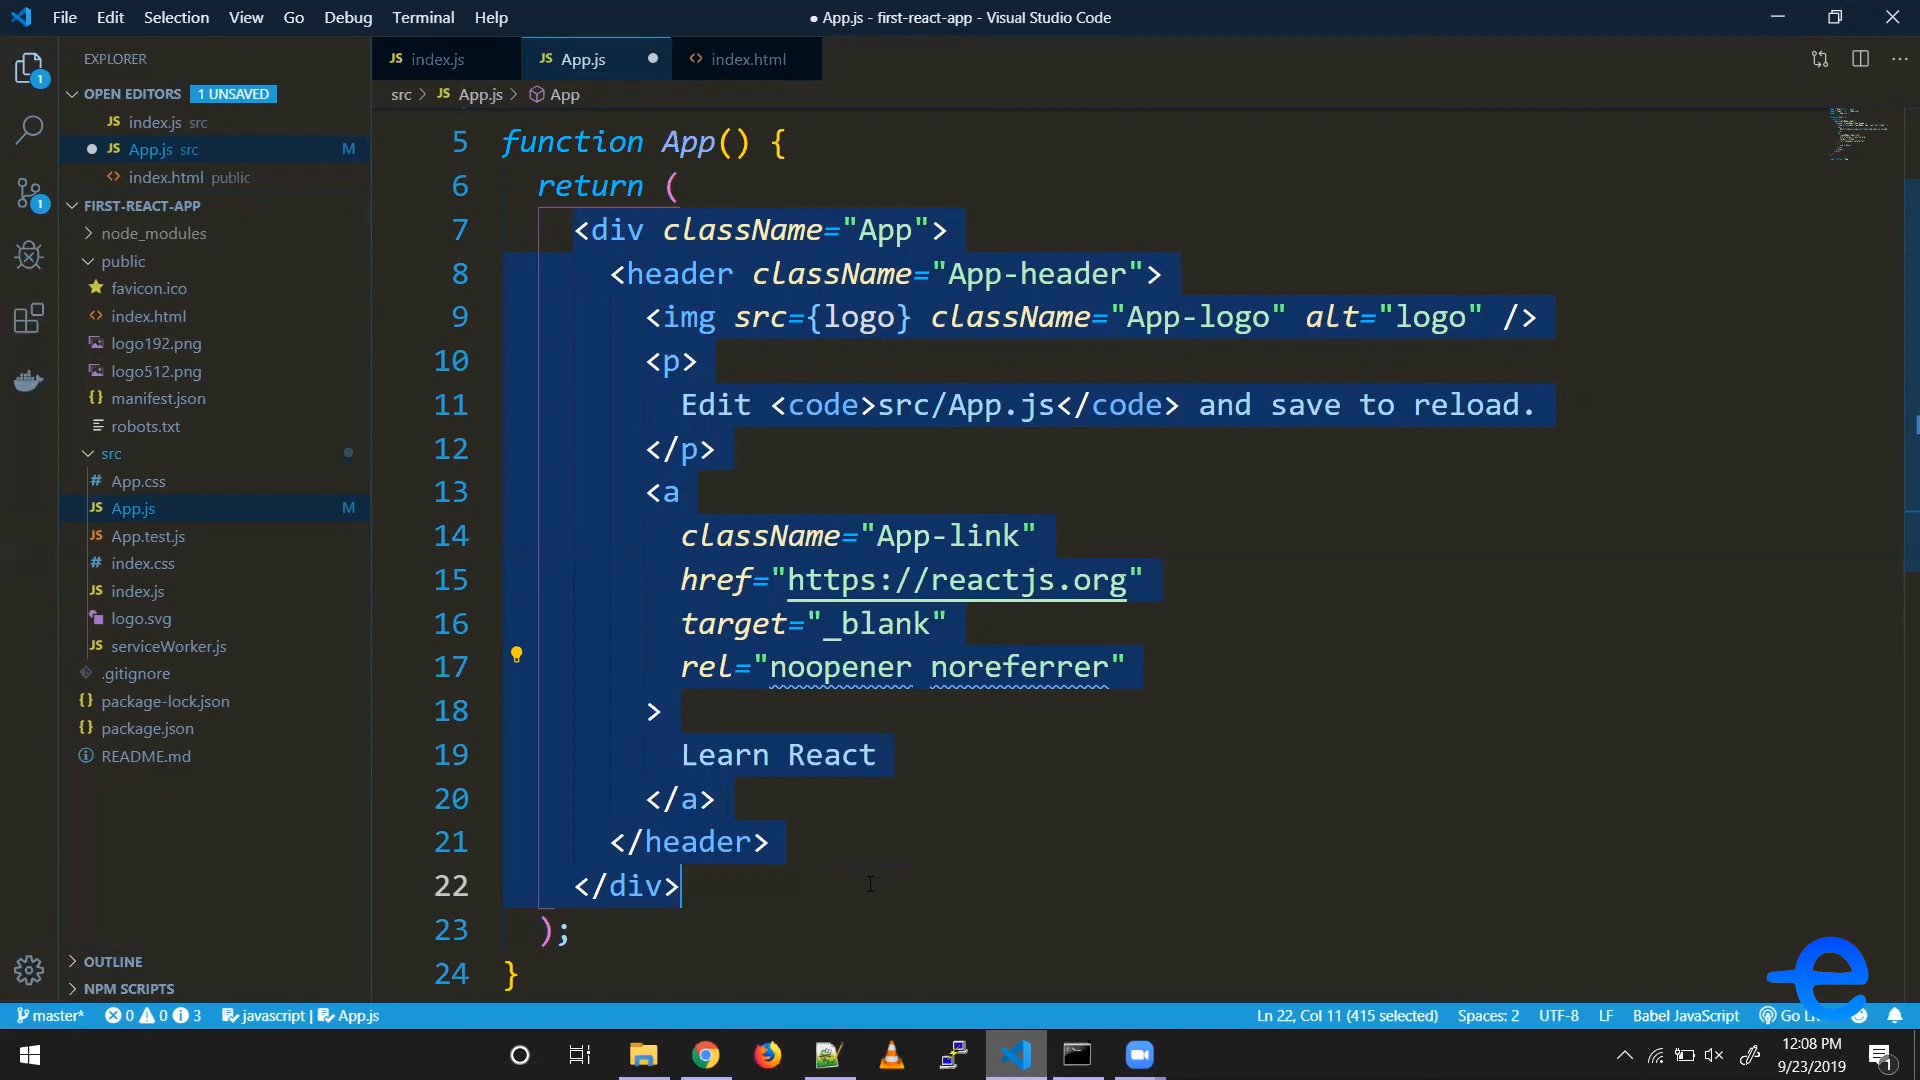 File Edit Selection View Go Debug Terminal Help
● App.js - first-react-app - Visual Studio Code
EXPLORER
JS index.js
JS App.js
<> index.html
OPEN EDITORS 1 UNSAVED
src > JS App.js > App
JS index.js src
JS App.js src M
<> index.html public
FIRST-REACT-APP
node_modules
public
favicon.ico
<> index.html
logo192.png
logo512.png
{} manifest.json
robots.txt
src
# App.css
JS App.js M
JS App.test.js
# index.css
JS index.js
logo.svg
JS serviceWorker.js
.gitignore
{} package-lock.json
{} package.json
README.md
OUTLINE
NPM SCRIPTS
5 function App() {
6 return (
7 <div className="App">
8 <header className="App-header">
9 <img src={logo} className="App-logo" alt="logo" />
10 <p>
11 Edit <code>src/App.js</code> and save to reload.
12 </p>
13 <a
14 className="App-link"
15 href="https://reactjs.org"
16 target="_blank"
17 rel="noopener noreferrer"
18 >
19 Learn React
20 </a>
21 </header>
22 </div>
23 );
24 }
1
1
e
master* 0 0 3 javascript | App.js
Ln 22, Col 11 (415 selected) Spaces: 2 UTF-8 LF Babel JavaScript Go
12:08 PM
9/23/2019
1